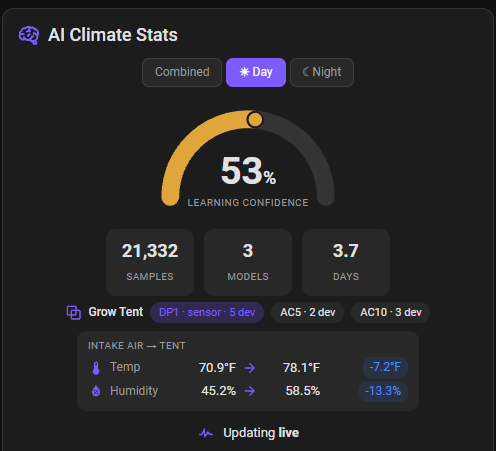 AI Climate Stats
Combined ☀ Day ☾ Night
53%
LEARNING CONFIDENCE
21,332 3 3.7
SAMPLES MODELS DAYS
Grow Tent DP1 · sensor · 5 dev AC5 · 2 dev AC10 · 3 dev
INTAKE AIR → TENT
Temp 70.9°F → 78.1°F -7.2°F
Humidity 45.2% → 58.5% -13.3%
Updating live